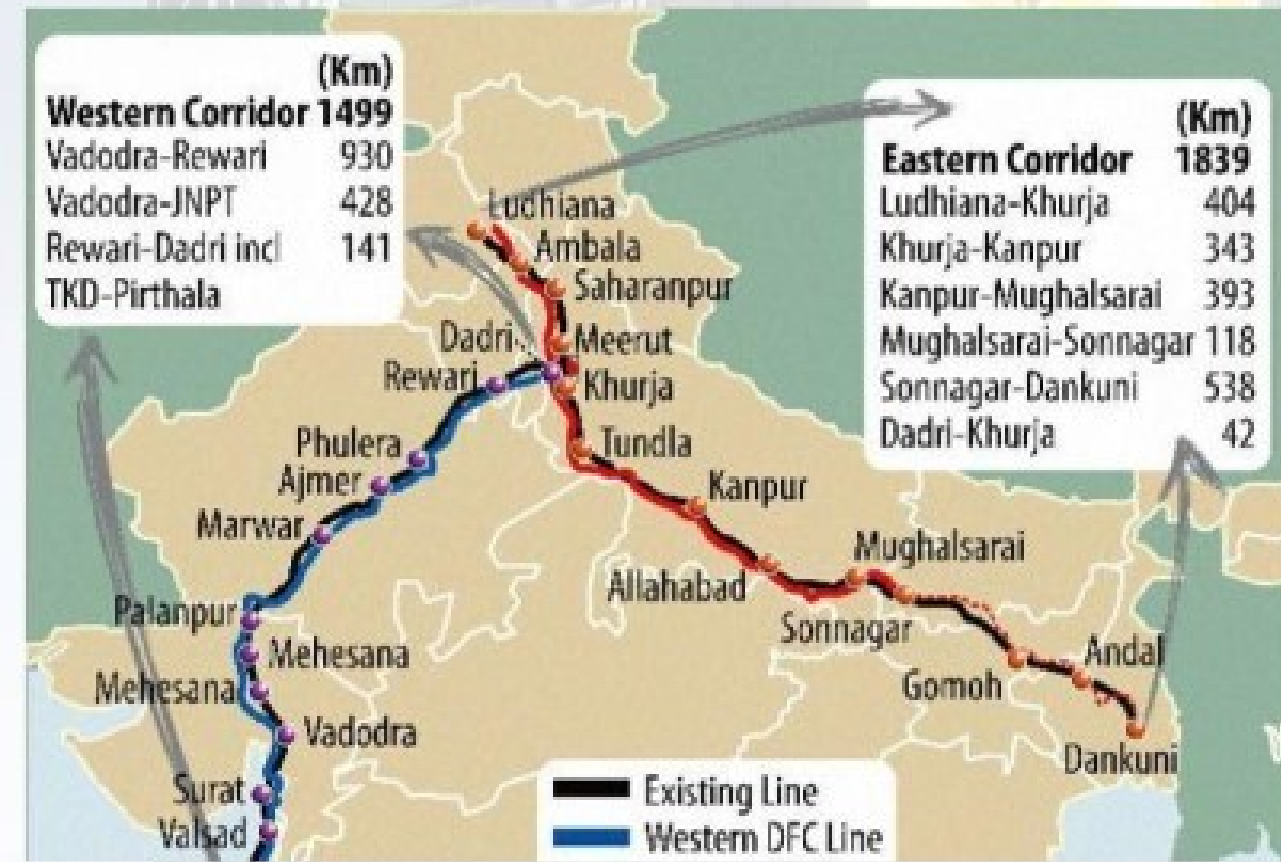 (Km)
Western Corridor 1499
Vadodra-Rewari 930
Vadodra-JNPT 428
Rewari-Dadri incl 141
TKD-Pirthala
(Km)
Eastern Corridor 1839
Ludhiana-Khurja 404
Khurja-Kanpur 343
Kanpur-Mughalsarai 393
Mughalsarai-Sonnagar 118
Sonnagar-Dankuni 538
Dadri-Khurja 42
Ludhiana
Ambala
Saharanpur
Dadri
Meerut
Rewari
Khurja
Phulera
Tundla
Ajmer
Kanpur
Marwar
Mughalsarai
Allahabad
Palanpur
Sonnagar
Mehesana
Andal
Mehesana
Gomoh
Vadodra
Dankuni
Surat
Valsad
Existing Line
Western DFC Line